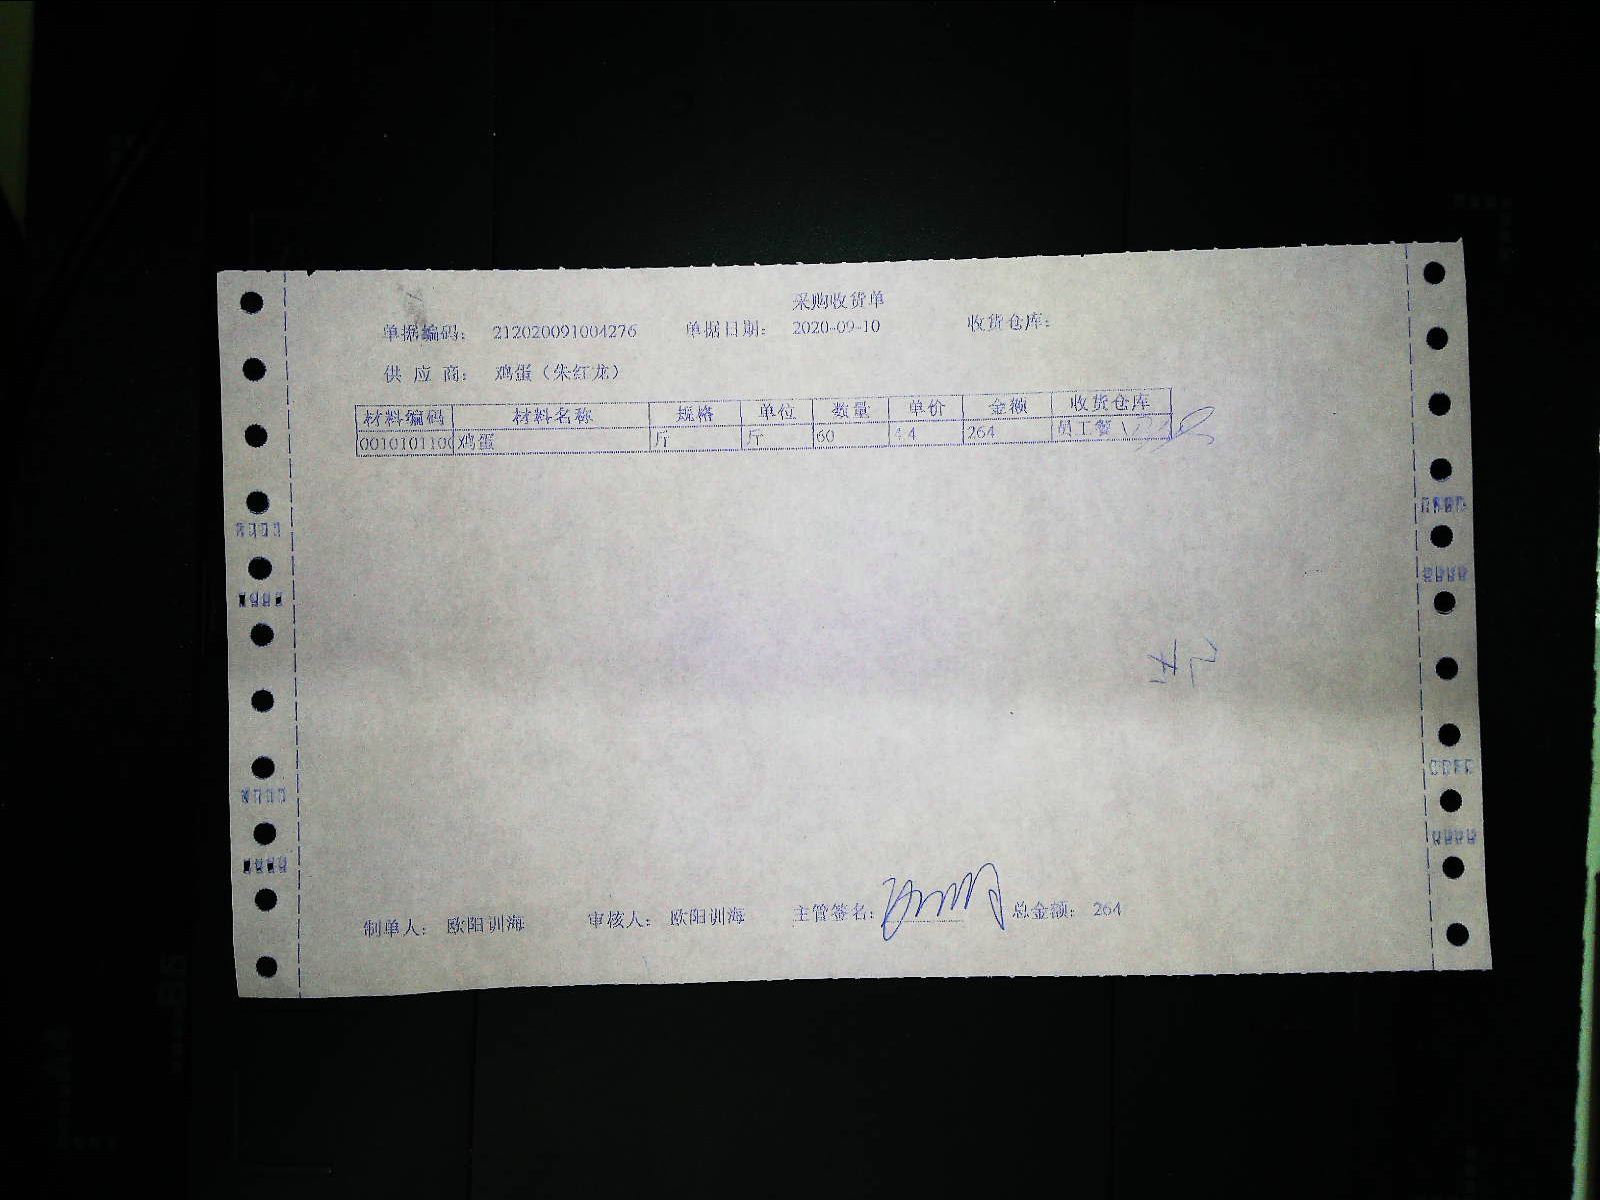 采购收货单
单据编码： 212020091004276 单据日期： 2020-09-10 收货仓库：
供 应 商： 鸡蛋（朱红龙）
材料编码 材料名称 规格 单位 数量 单价 金额 收货仓库
0010101100 鸡蛋 斤 斤 60 4.4 264 员工餐
制单人： 欧阳训海 审核人： 欧阳训海 主管签名： 总金额： 264